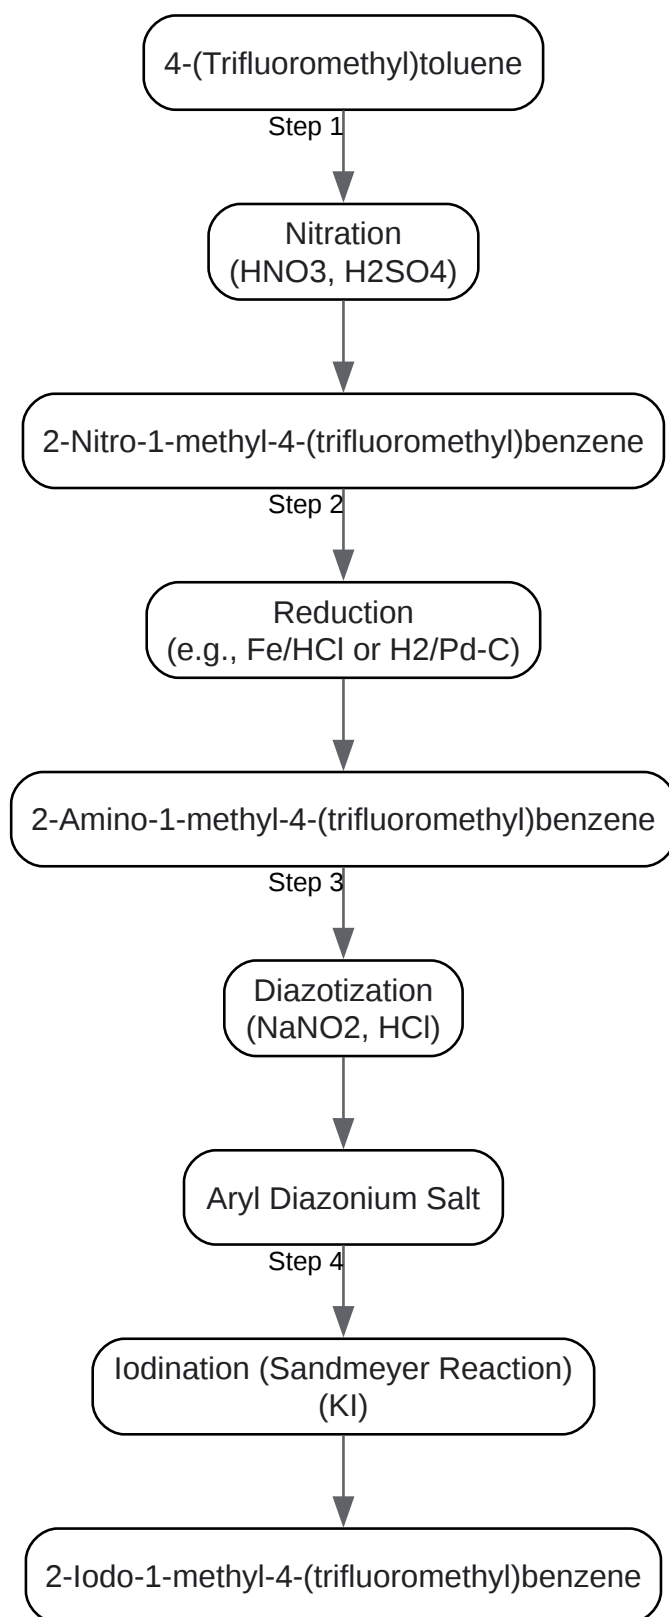 4-(Trifluoromethyl)toluene
Step 1
Nitration
(HNO3, H2SO4)
2-Nitro-1-methyl-4-(trifluoromethyl)benzene
Step 2
Reduction
(e.g., Fe/HCl or H2/Pd-C)
2-Amino-1-methyl-4-(trifluoromethyl)benzene
Step 3
Diazotization
(NaNO2, HCl)
Aryl Diazonium Salt
Step 4
Iodination (Sandmeyer Reaction)
(KI)
2-Iodo-1-methyl-4-(trifluoromethyl)benzene